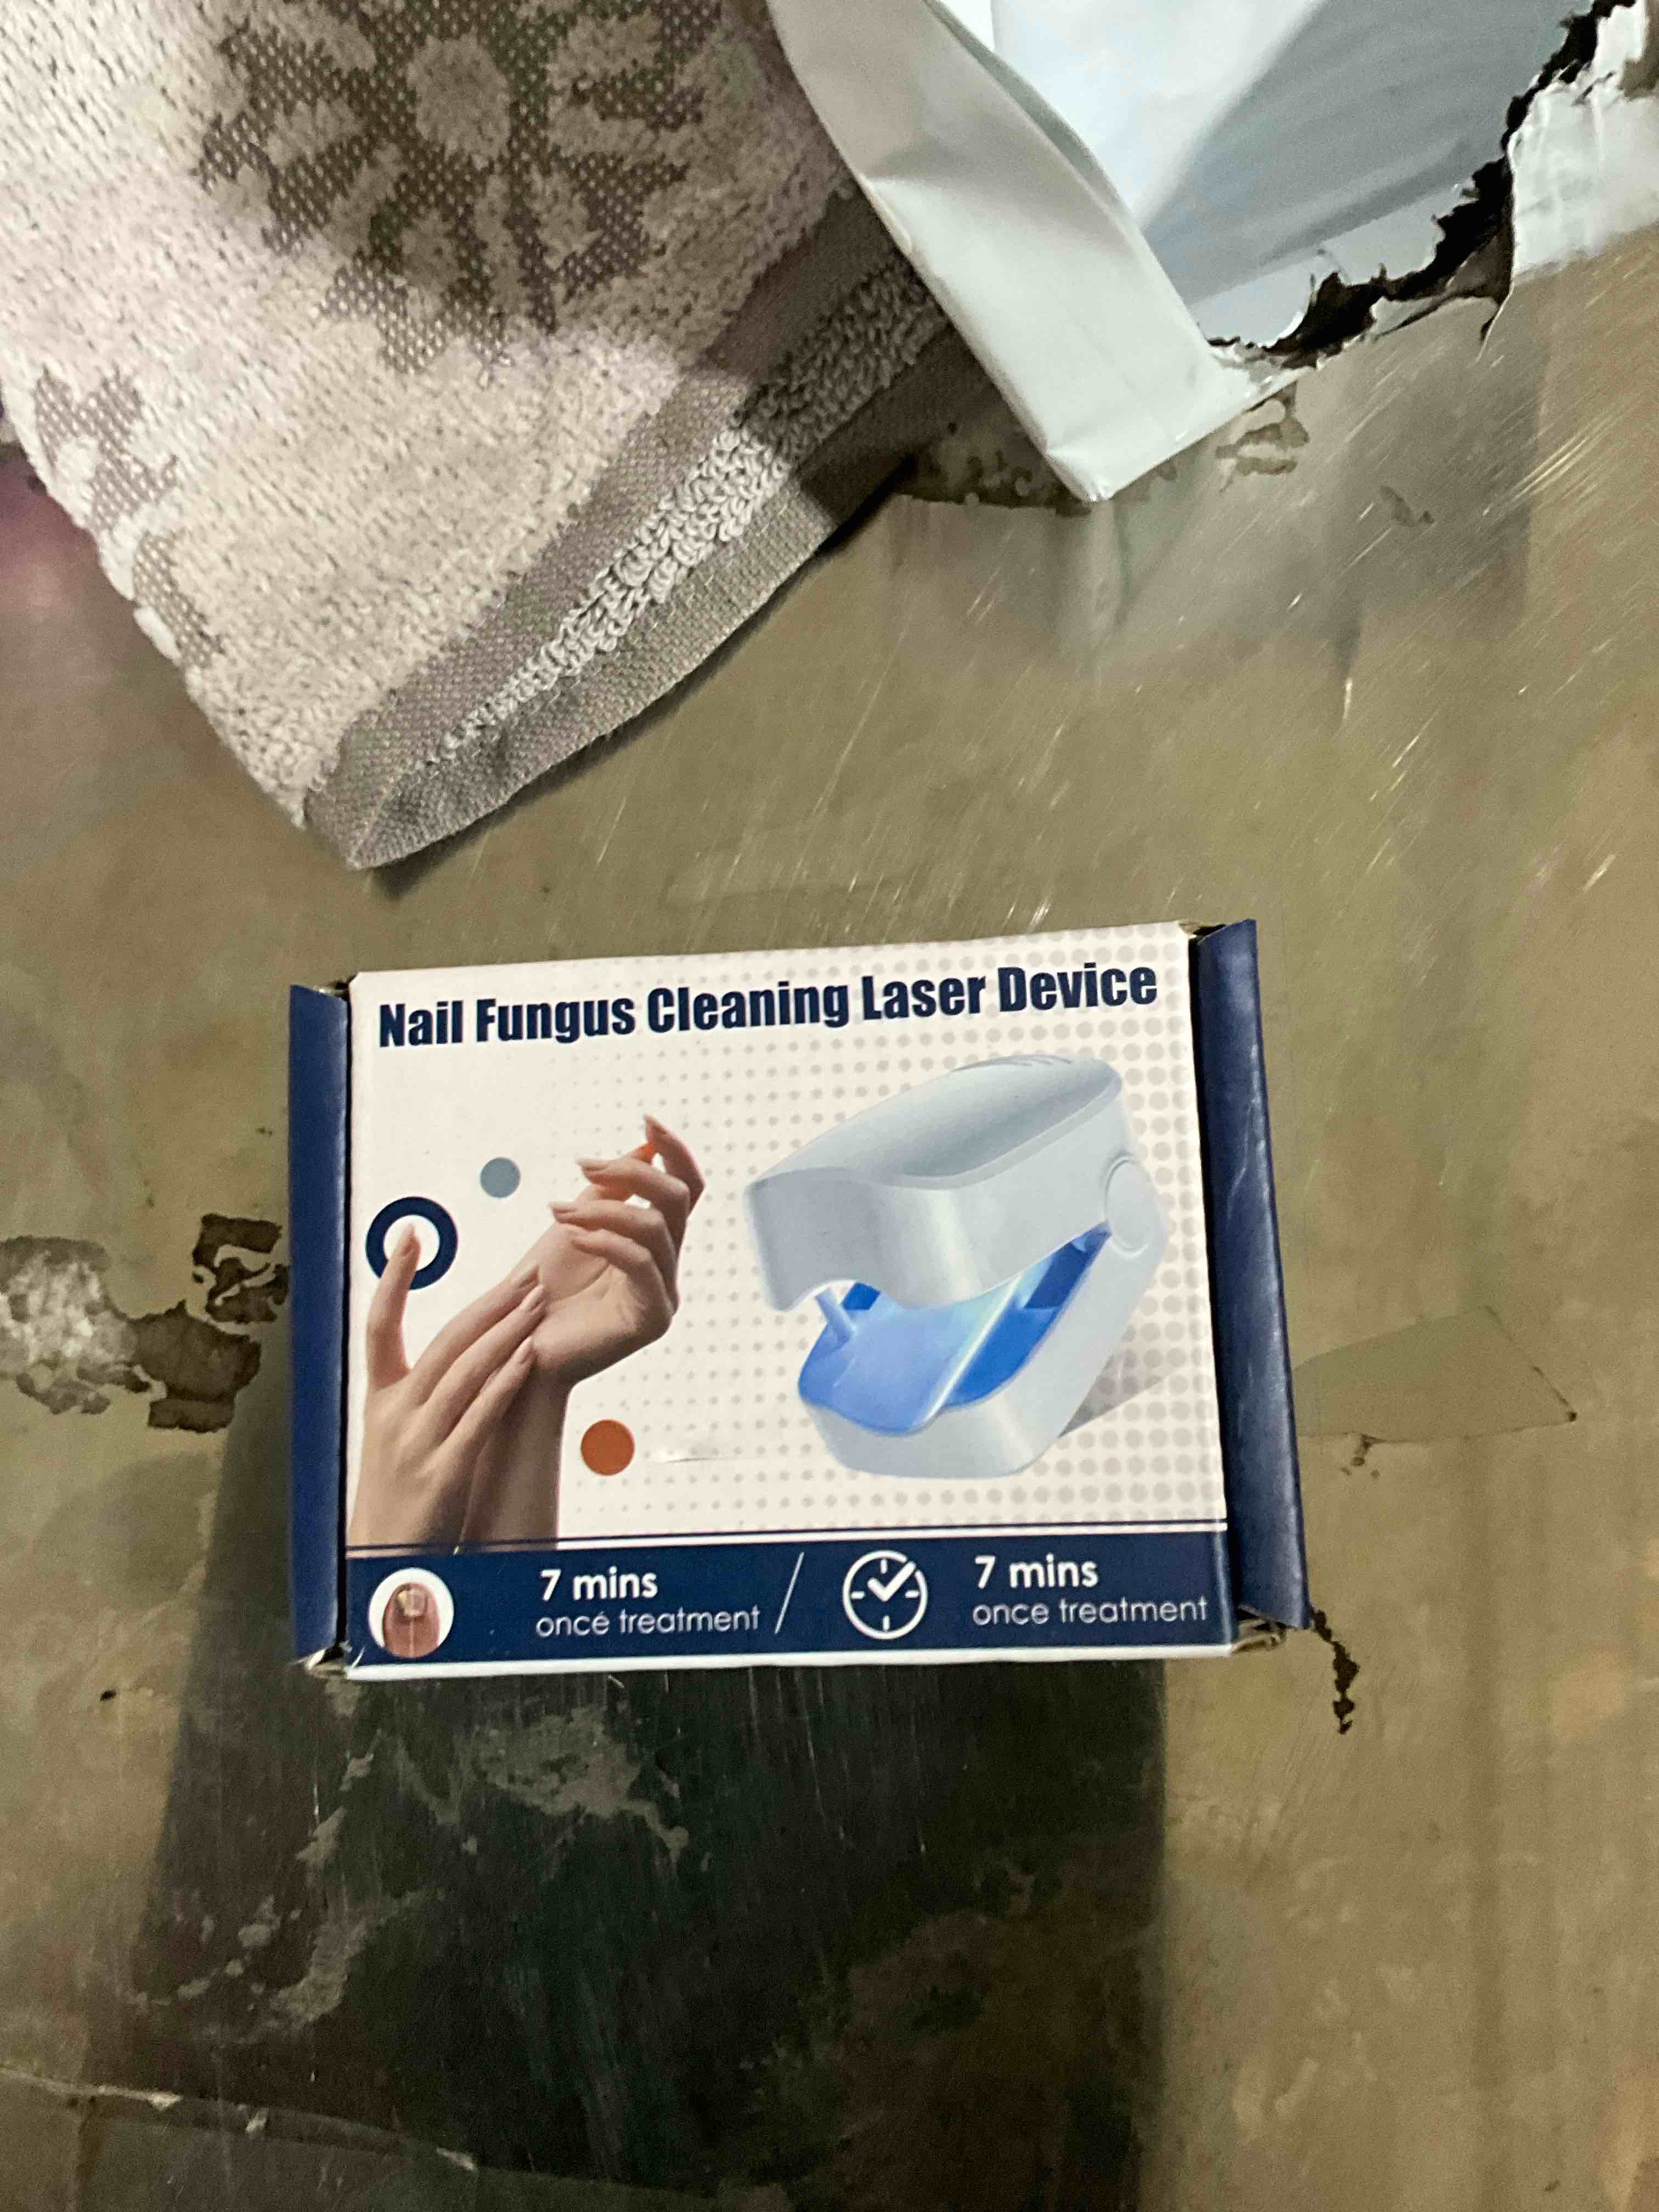 Nail Fungus Cleaning Laser Device
7 mins
once treatment
7 mins
once treatment